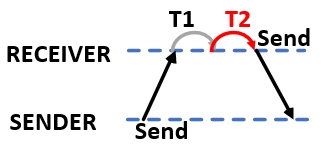 T1 T2
RECEIVER Send
SENDER Send